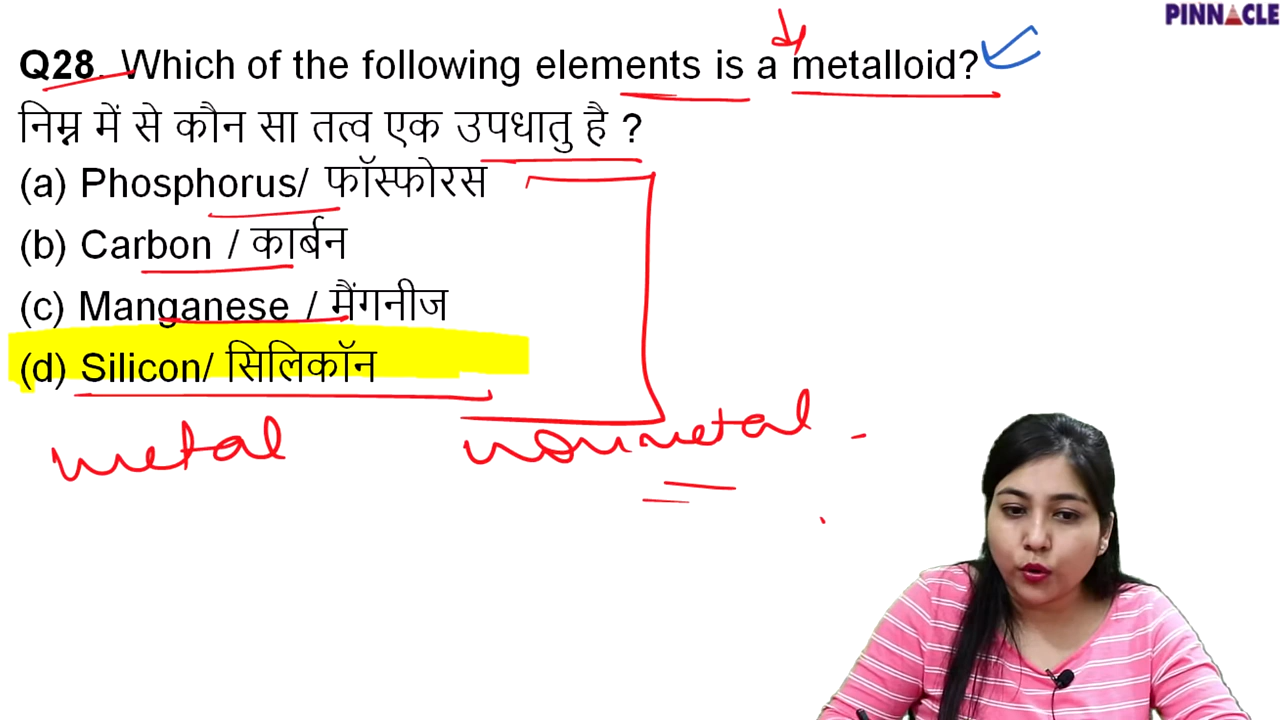 PINNACLE
Q28. Which of the following elements is a metalloid?
निम्न में से कौन सा तत्व एक उपधातु है ?
(a) Phosphorus/ फॉस्फोरस
(b) Carbon / कार्बन
(c) Manganese / मैंगनीज
(d) Silicon/ सिलिकॉन
metal nonmetal